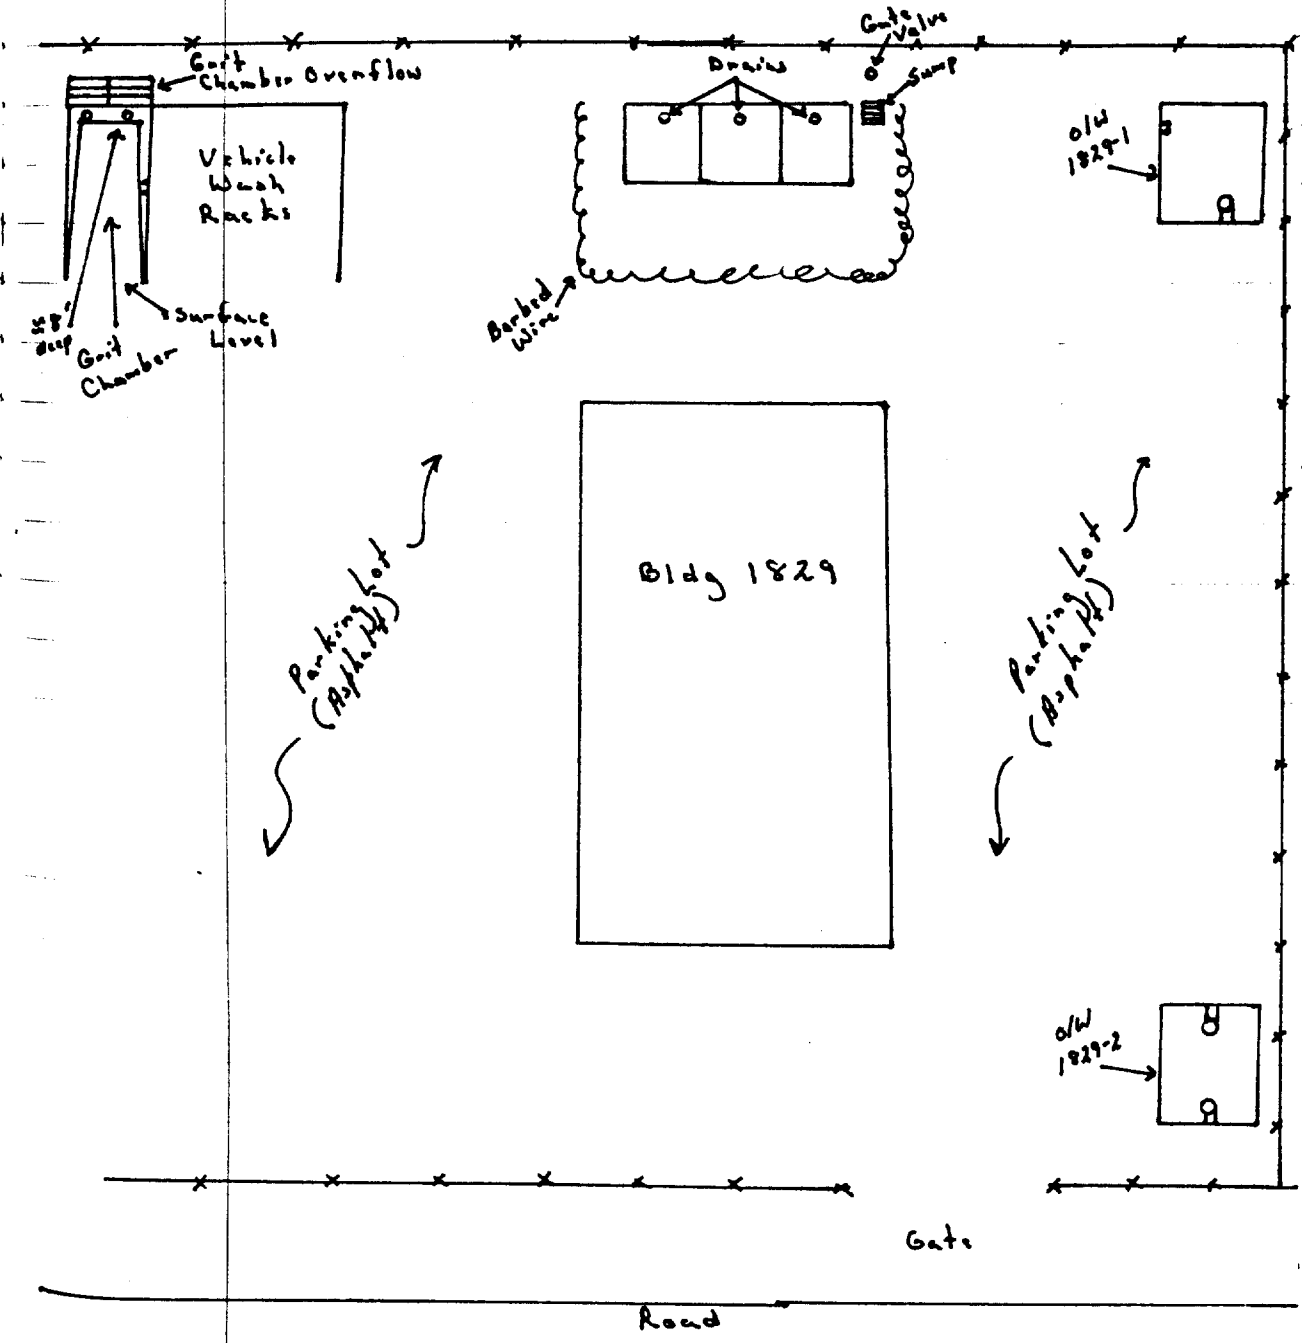 Gate
Valve
Grit
Chamber Overflow
Drains
Sump
O/W
1829-1
Vehicle
Wash
Racks
≈8'
deep
Grit
Chamber
Surface
Level
Barbed
Wire
Bldg 1829
Parking Lot
(Asphalt)
Parking Lot
(Asphalt)
O/W
1829-2
Gate
Road